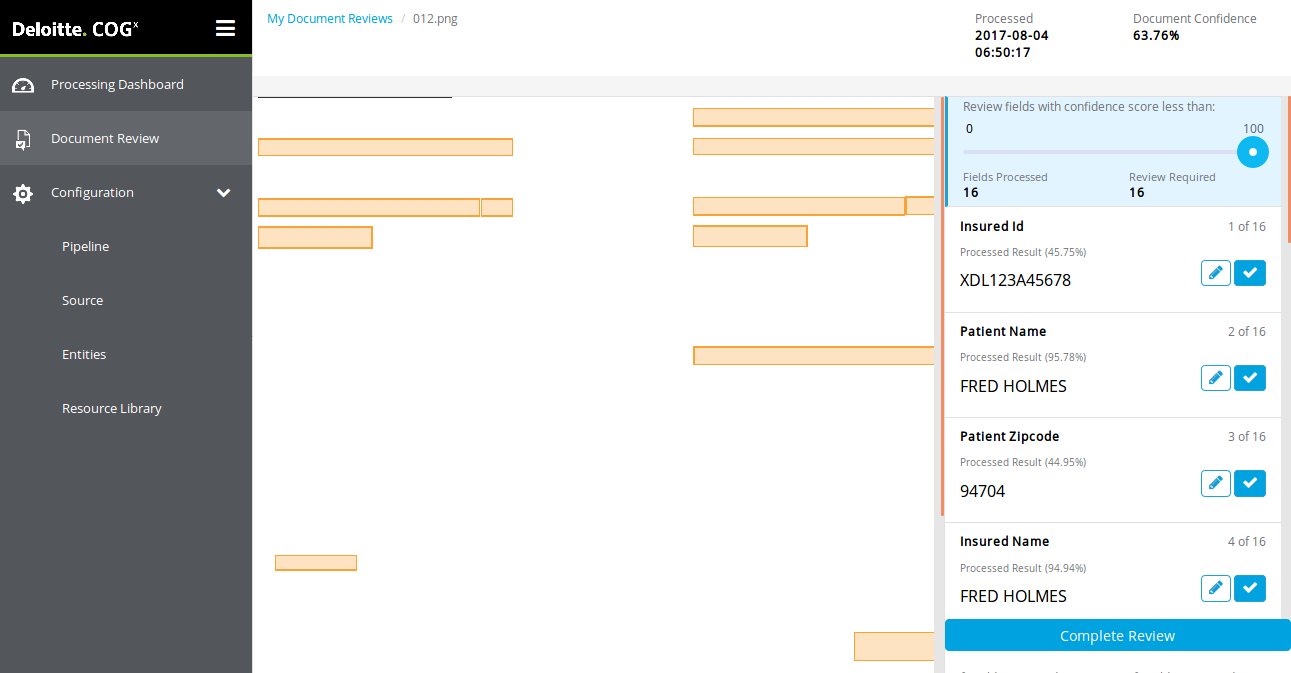 Deloitte. COGx
My Document Reviews / 012.png
Processed
2017-08-04
06:50:17
Document Confidence
63.76%
Processing Dashboard
Document Review
Configuration
Pipeline
Source
Entities
Resource Library
Review fields with confidence score less than:
0 100
Fields Processed
16
Review Required
16
Insured Id 1 of 16
Processed Result (45.75%)
XDL123A45678
Patient Name 2 of 16
Processed Result (95.78%)
FRED HOLMES
Patient Zipcode 3 of 16
Processed Result (44.95%)
94704
Insured Name 4 of 16
Processed Result (94.94%)
FRED HOLMES
Complete Review